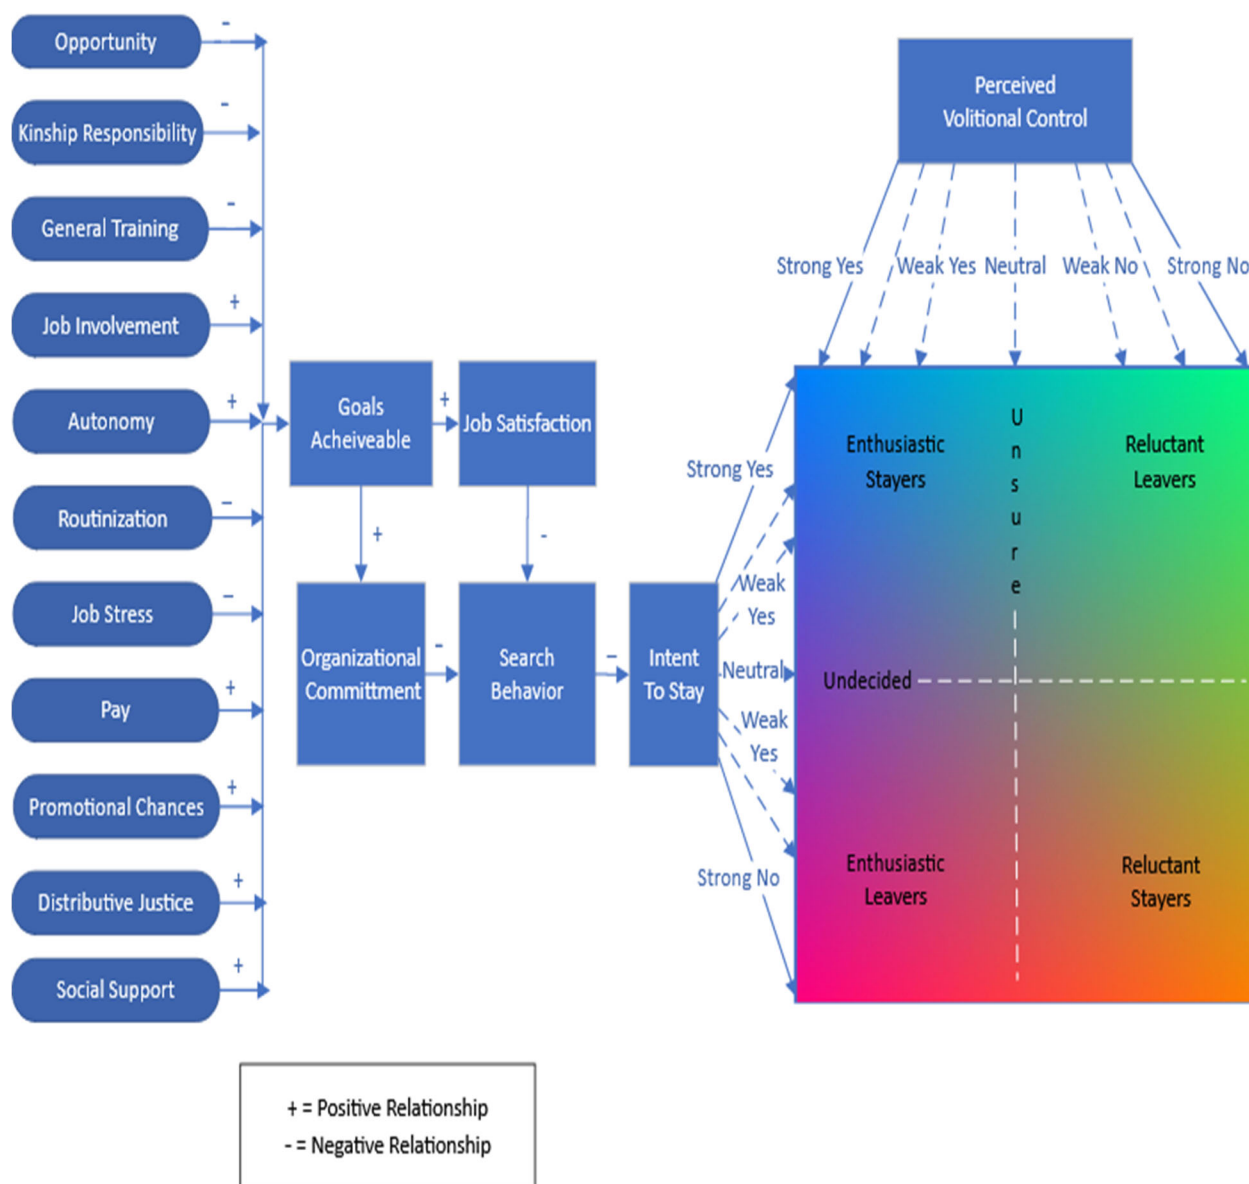 Opportunity
-
Kinship Responsibility
-
General Training
-
Job Involvement
+
Autonomy
+
Routinization
-
Job Stress
-
Pay
+
Promotional Chances
+
Distributive Justice
+
Social Support
+
Goals
Acheiveable
+
Job Satisfaction
+
-
Organizational
Committment
-
Search
Behavior
-
Intent
To Stay
Strong Yes
Weak
Yes
Neutral
Weak
Yes
Strong No
Perceived
Volitional Control
Strong Yes
Weak Yes
Neutral
Weak No
Strong No
Enthusiastic
Stayers
Unsure
Reluctant
Leavers
Undecided
Enthusiastic
Leavers
Reluctant
Stayers
+ = Positive Relationship
- = Negative Relationship